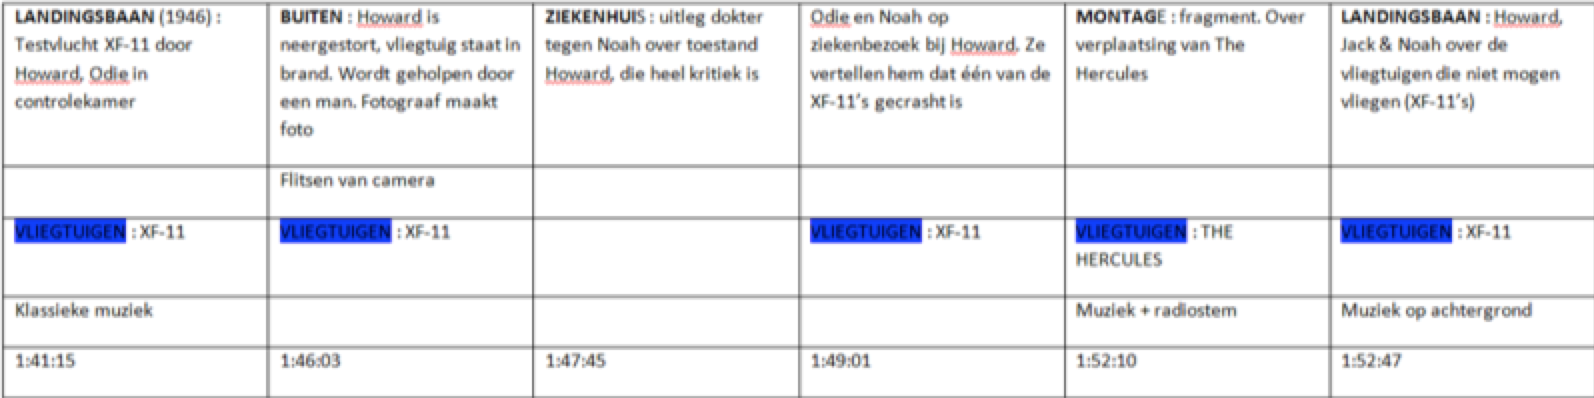 LANDINGSBAAN (1946) :
Testvlucht XF-11 door
Howard, Odie in
controlekamer
BUITEN : Howard is
neergestort, vliegtuig staat in
brand. Wordt geholpen door
een man. Fotograaf maakt
foto
ZIEKENHUIS : uitleg dokter
tegen Noah over toestand
Howard, die heel kritiek is
Odie en Noah op
ziekenbezoek bij Howard. Ze
vertellen hem dat één van de
XF-11's gecrasht is
MONTAGE : fragment. Over
verplaatsing van The
Hercules
LANDINGSBAAN : Howard,
Jack & Noah over de
vliegtuigen die niet mogen
vliegen (XF-11's)
Flitsen van camera
VLIEGTUIGEN : XF-11
VLIEGTUIGEN : XF-11
VLIEGTUIGEN : XF-11
VLIEGTUIGEN : THE
HERCULES
VLIEGTUIGEN : XF-11
Klassieke muziek
Muziek + radiostem
Muziek op achtergrond
1:41:15
1:46:03
1:47:45
1:49:01
1:52:10
1:52:47